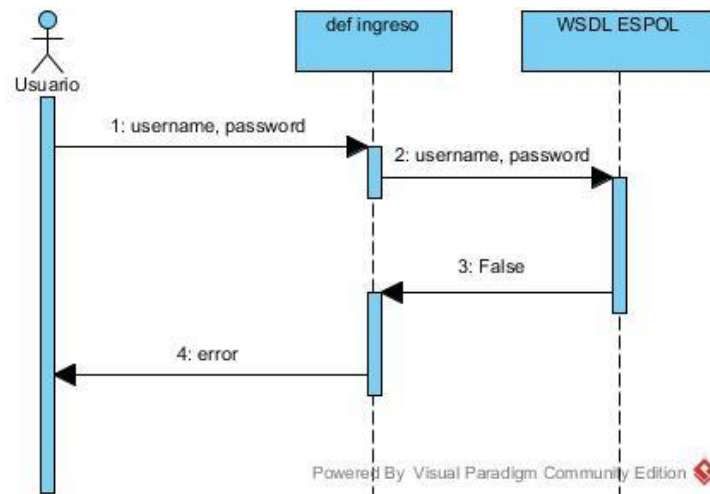 def ingreso
WSDL ESPOL
Usuario
1: username, password
2: username, password
3: False
4: error
Powered By Visual Paradigm Community Edition